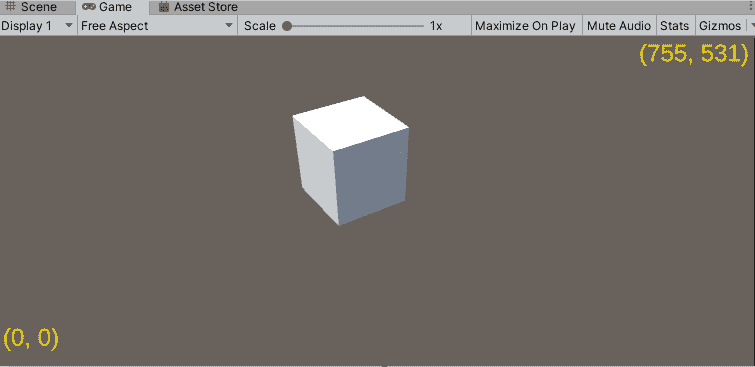 Scene Game Asset Store
Display 1 Free Aspect Scale 1x Maximize On Play Mute Audio Stats Gizmos
(755, 531)
(0, 0)